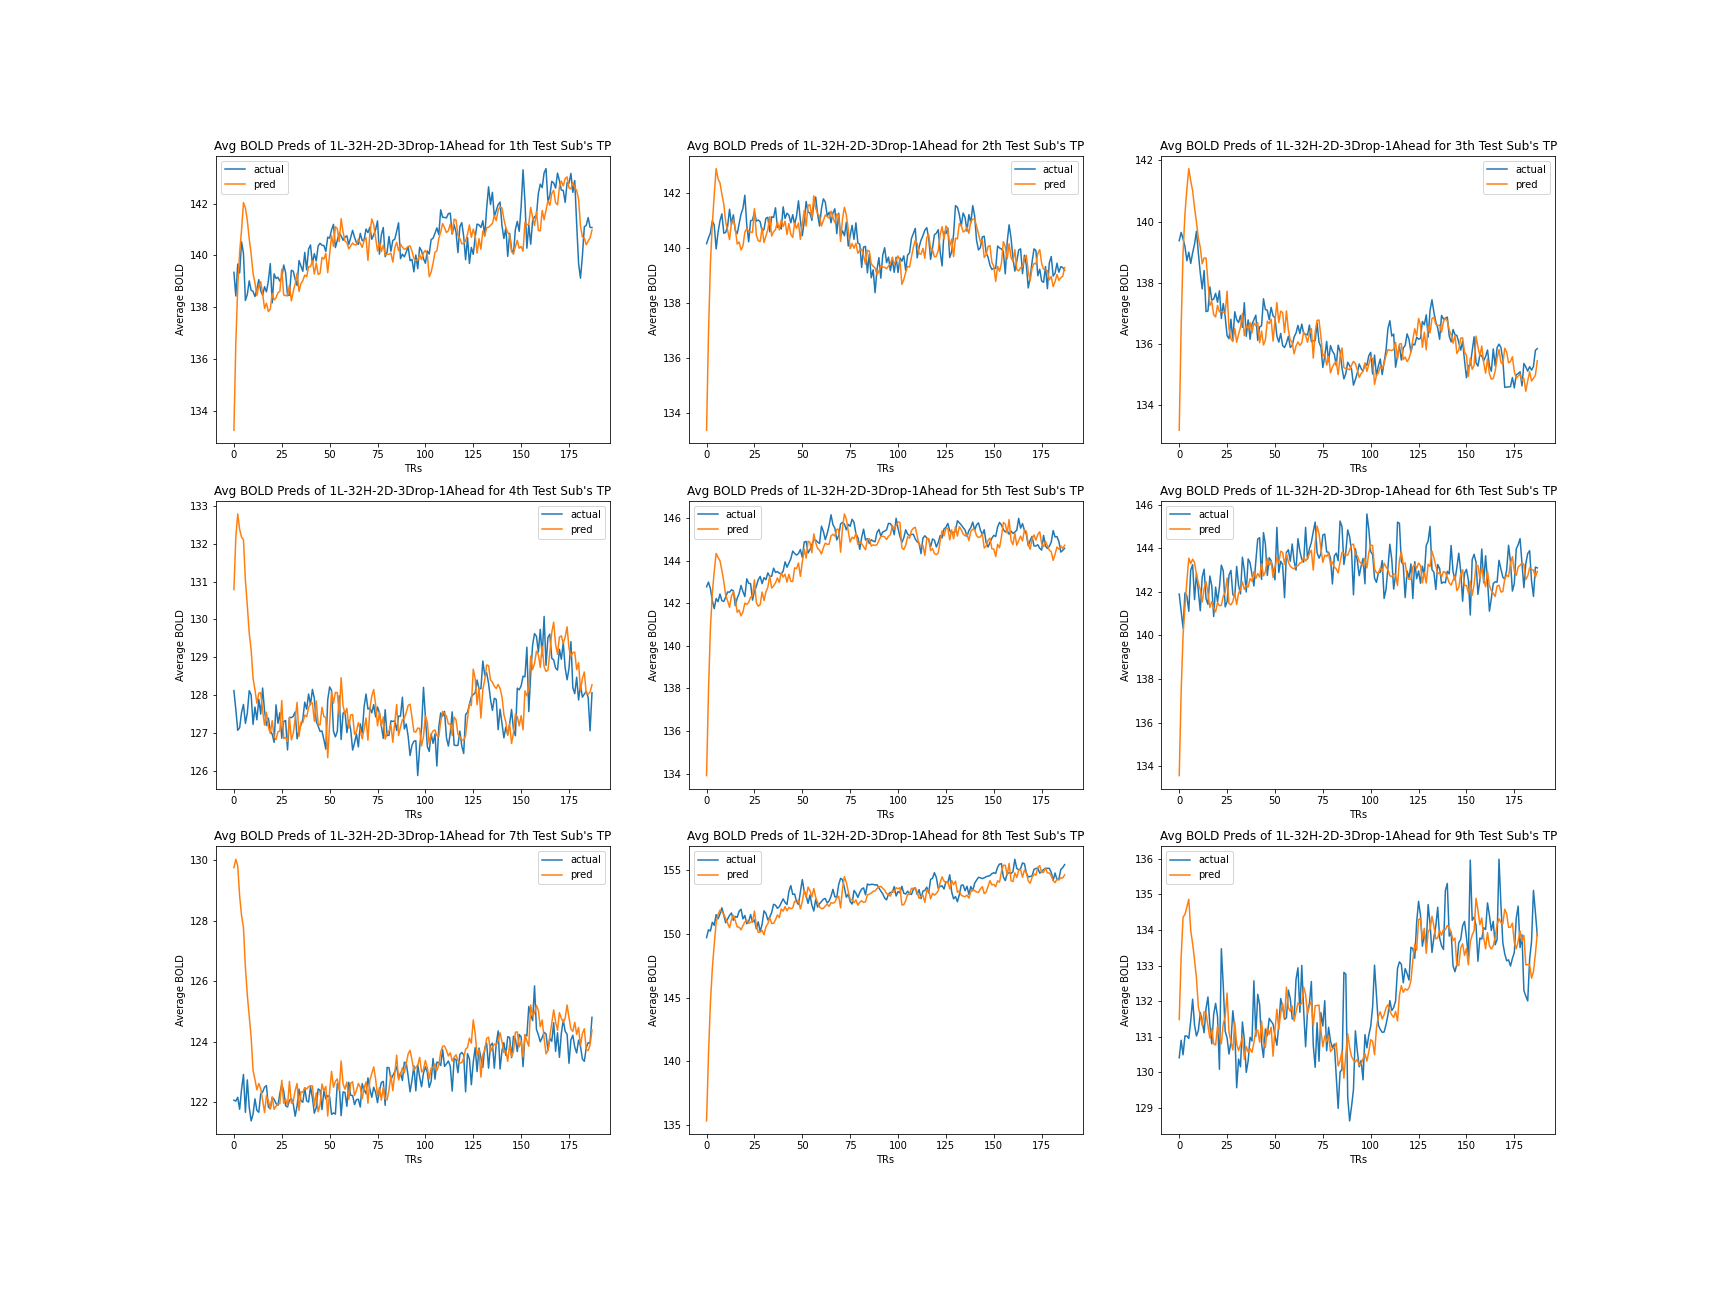 Avg BOLD Preds of 1L-32H-2D-3Drop-1Ahead for 1th Test Sub's TP
actual
pred
142
140
138
136
134
Average BOLD
0 25 50 75 100 125 150 175
TRs
Avg BOLD Preds of 1L-32H-2D-3Drop-1Ahead for 2th Test Sub's TP
actual
pred
142
140
138
136
134
Average BOLD
0 25 50 75 100 125 150 175
TRs
Avg BOLD Preds of 1L-32H-2D-3Drop-1Ahead for 3th Test Sub's TP
actual
pred
142
140
138
136
134
Average BOLD
0 25 50 75 100 125 150 175
TRs
Avg BOLD Preds of 1L-32H-2D-3Drop-1Ahead for 4th Test Sub's TP
actual
pred
133
132
131
130
129
128
127
126
Average BOLD
0 25 50 75 100 125 150 175
TRs
Avg BOLD Preds of 1L-32H-2D-3Drop-1Ahead for 5th Test Sub's TP
actual
pred
146
144
142
140
138
136
134
Average BOLD
0 25 50 75 100 125 150 175
TRs
Avg BOLD Preds of 1L-32H-2D-3Drop-1Ahead for 6th Test Sub's TP
actual
pred
146
144
142
140
138
136
134
Average BOLD
0 25 50 75 100 125 150 175
TRs
Avg BOLD Preds of 1L-32H-2D-3Drop-1Ahead for 7th Test Sub's TP
actual
pred
130
128
126
124
122
Average BOLD
0 25 50 75 100 125 150 175
TRs
Avg BOLD Preds of 1L-32H-2D-3Drop-1Ahead for 8th Test Sub's TP
actual
pred
155
150
145
140
135
Average BOLD
0 25 50 75 100 125 150 175
TRs
Avg BOLD Preds of 1L-32H-2D-3Drop-1Ahead for 9th Test Sub's TP
actual
pred
136
135
134
133
132
131
130
129
Average BOLD
0 25 50 75 100 125 150 175
TRs